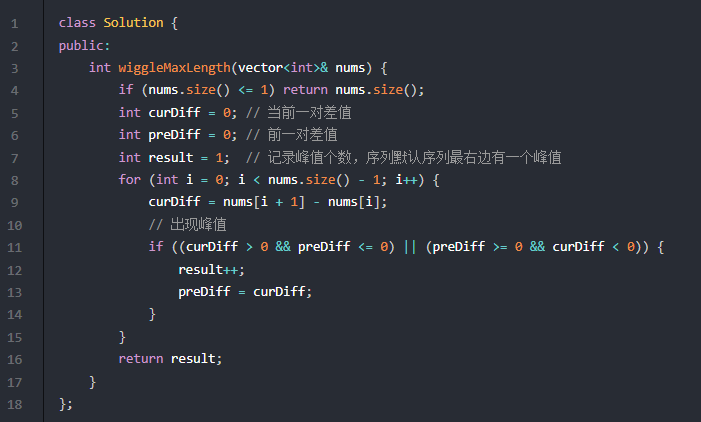 1 class Solution {
2 public:
3     int wiggleMaxLength(vector<int>& nums) {
4         if (nums.size() <= 1) return nums.size();
5         int curDiff = 0; // 当前一对差值
6         int preDiff = 0; // 前一对差值
7         int result = 1;  // 记录峰值个数，序列默认序列最右边有一个峰值
8         for (int i = 0; i < nums.size() - 1; i++) {
9             curDiff = nums[i + 1] - nums[i];
10             // 出现峰值
11             if ((curDiff > 0 && preDiff <= 0) || (preDiff >= 0 && curDiff < 0)) {
12                 result++;
13                 preDiff = curDiff;
14             }
15         }
16         return result;
17     }
18 };